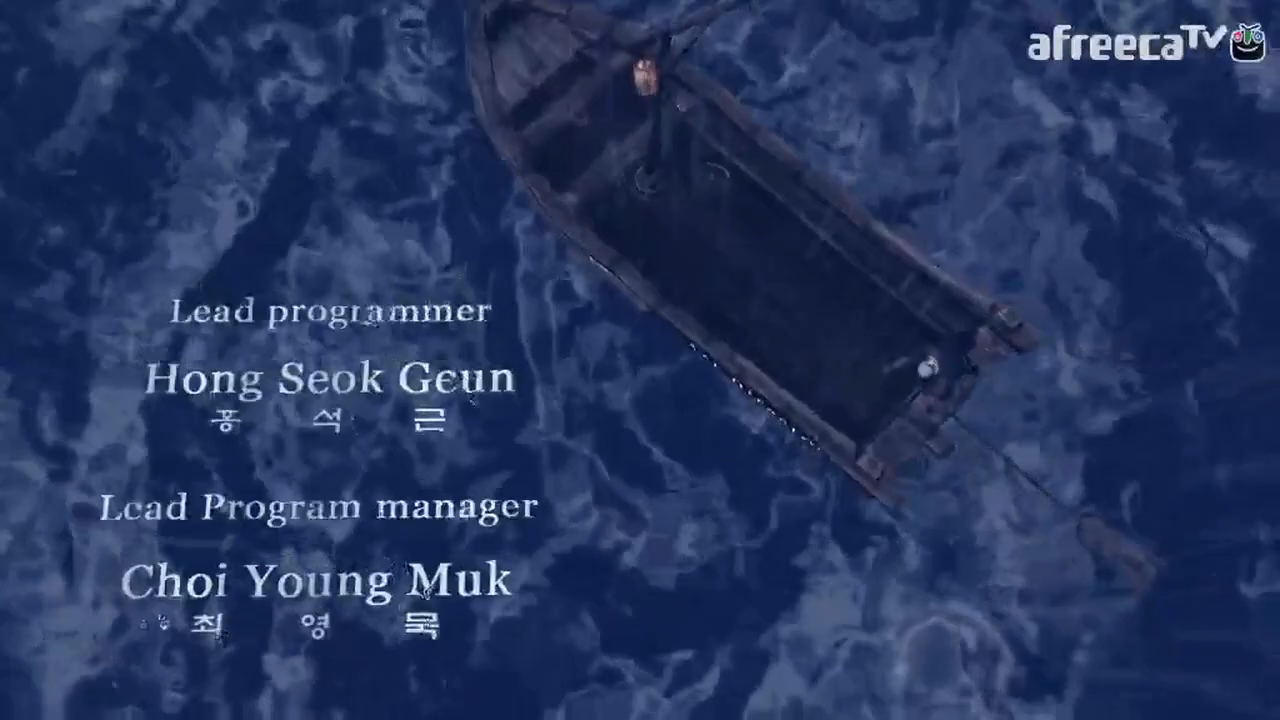 afreecaTV
Lead programmer
Hong Seok Geun
홍 석 근
Lead Program manager
Choi Young Muk
최 영 묵